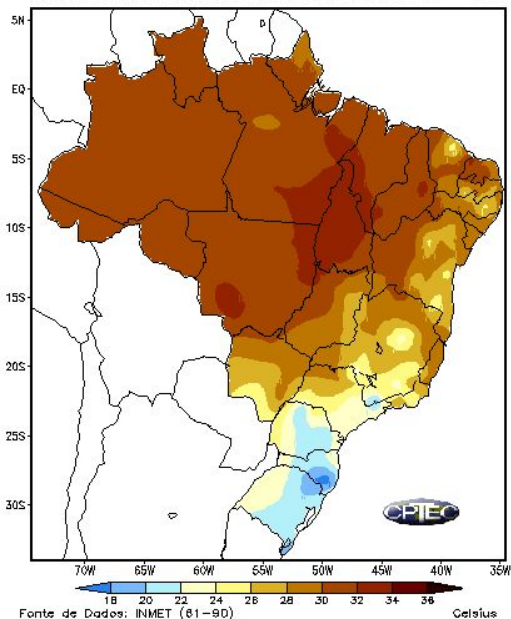 5N
EQ
5S
10S
15S
20S
25S
30S
CPTEC
70W 65W 60W 55W 50W 45W 40W 35W
18 20 22 24 26 28 30 32 34 36
Fonte de Dados: INMET (61-90) Celsius